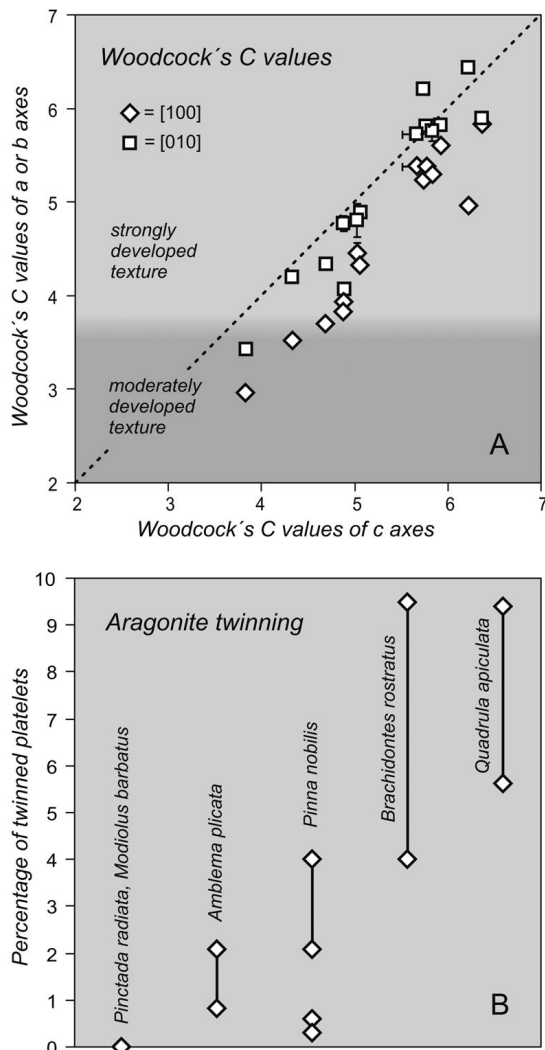 Woodcock´s C values
= [100]
= [010]
strongly
developed
texture
moderately
developed
texture
A
Woodcock´s C values of a or b axes
7
6
5
4
3
2
2 3 4 5 6 7
Woodcock´s C values of c axes
Aragonite twinning
Percentage of twinned platelets
10
9
8
7
6
5
4
3
2
1
0
Pinctada radiata, Modiolus barbatus
Amblema plicata
Pinna nobilis
Brachidontes rostratus
Quadrula apiculata
B